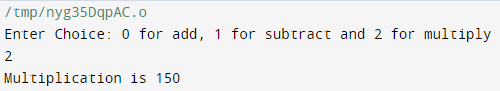 /tmp/nyg35DqpAC.o
Enter Choice: 0 for add, 1 for subtract and 2 for multiply
2
Multiplication is 150